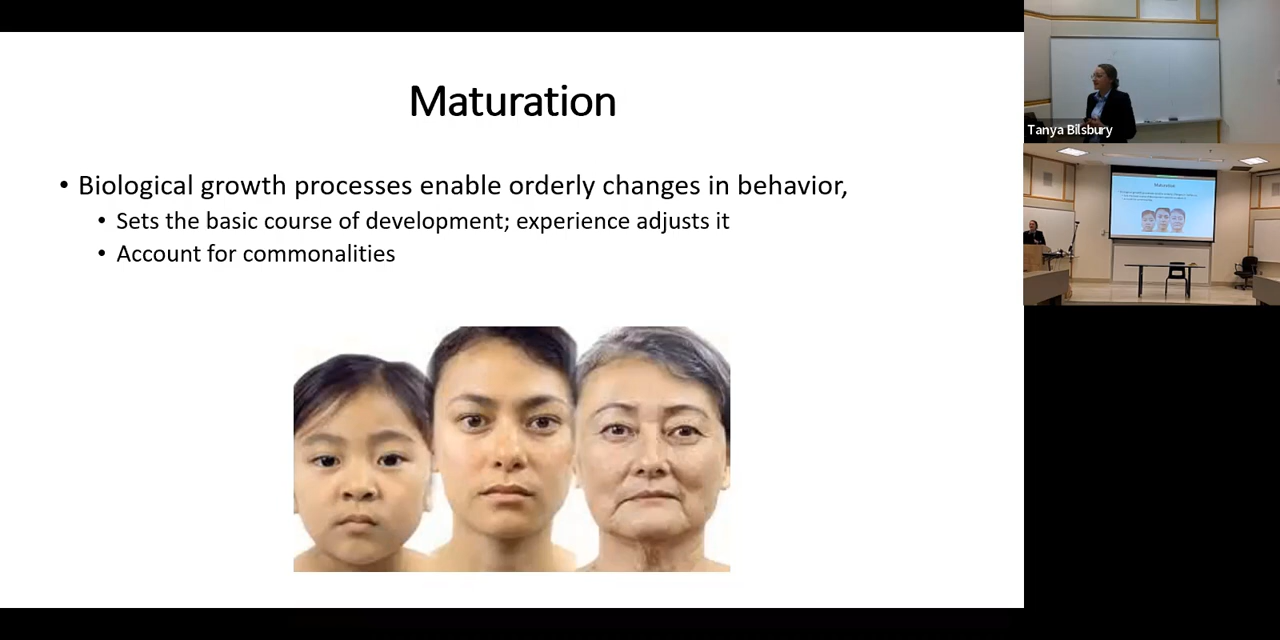 Maturation
• Biological growth processes enable orderly changes in behavior,
• Sets the basic course of development; experience adjusts it
• Account for commonalities
Tanya Bilsbury
Maturation